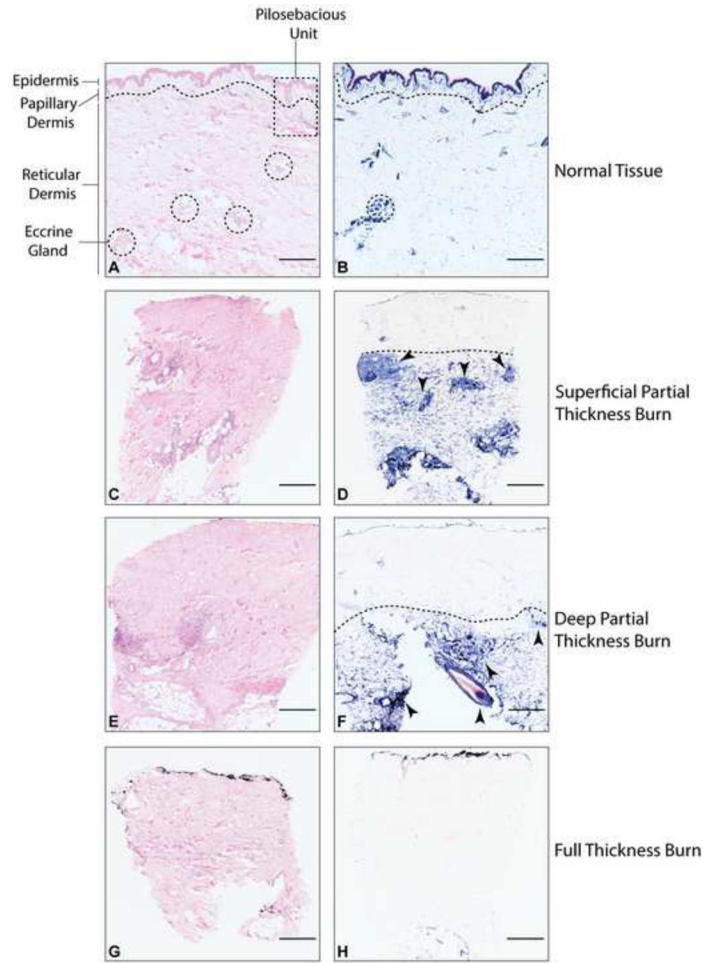 Pilosebacious
Unit
Epidermis
Papillary
Dermis
Reticular
Dermis
Eccrine
Gland
A
B
Normal Tissue
C
D
Superficial Partial
Thickness Burn
E
F
Deep Partial
Thickness Burn
G
H
Full Thickness Burn